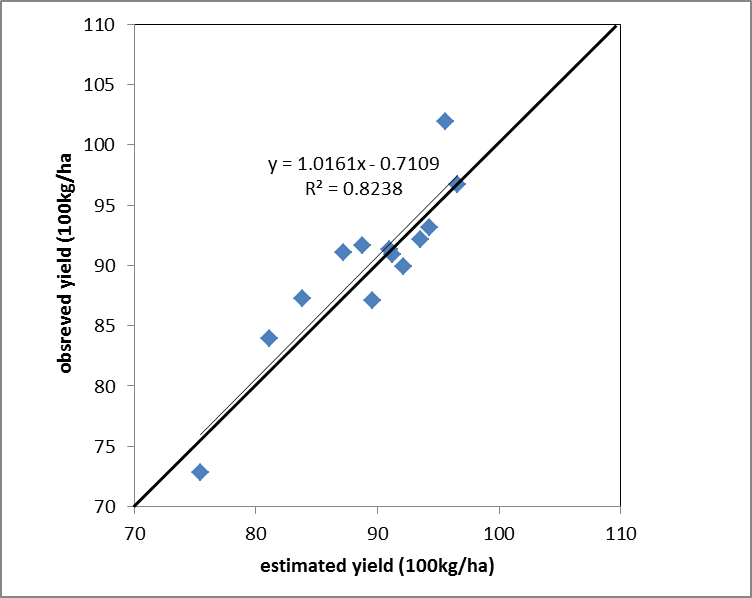 110
105
100
95
90
85
80
75
70
y = 1.0161x - 0.7109
R² = 0.8238
obsreved yield (100kg/ha
70 80 90 100 110
estimated yield (100kg/ha)